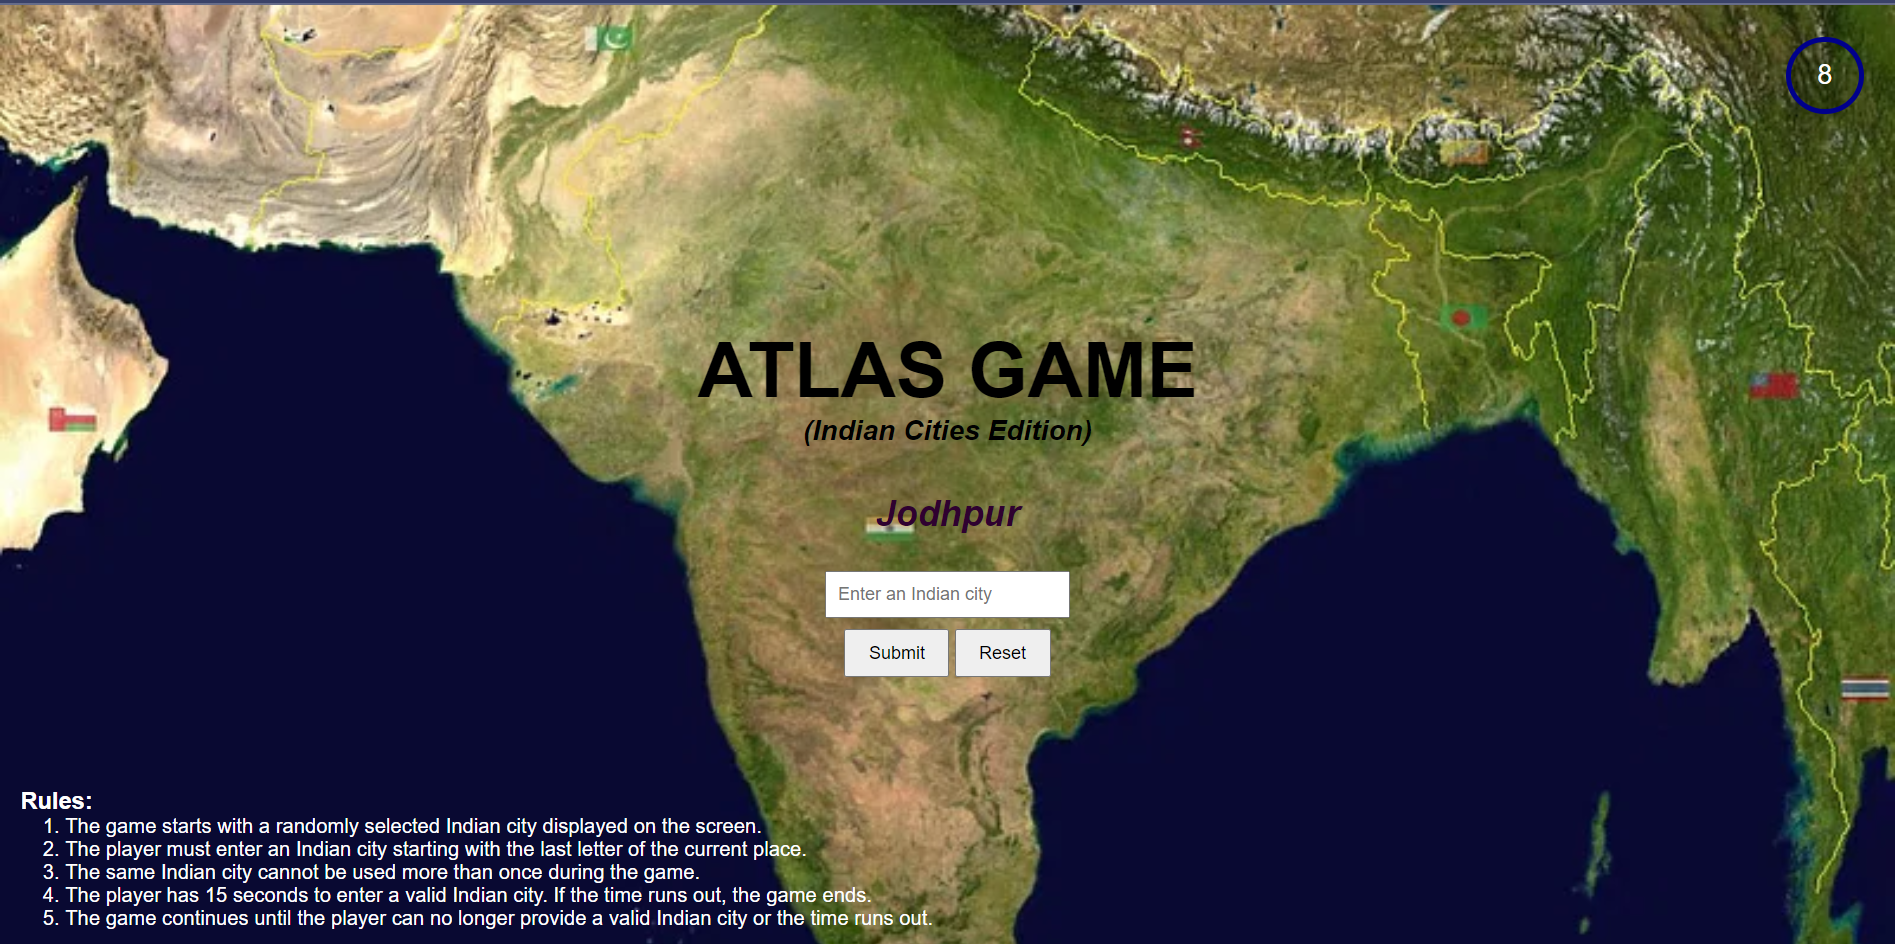 8
ATLAS GAME
(Indian Cities Edition)
Jodhpur
Enter an Indian city
Submit Reset
Rules:
1. The game starts with a randomly selected Indian city displayed on the screen.
2. The player must enter an Indian city starting with the last letter of the current place.
3. The same Indian city cannot be used more than once during the game.
4. The player has 15 seconds to enter a valid Indian city. If the time runs out, the game ends.
5. The game continues until the player can no longer provide a valid Indian city or the time runs out.